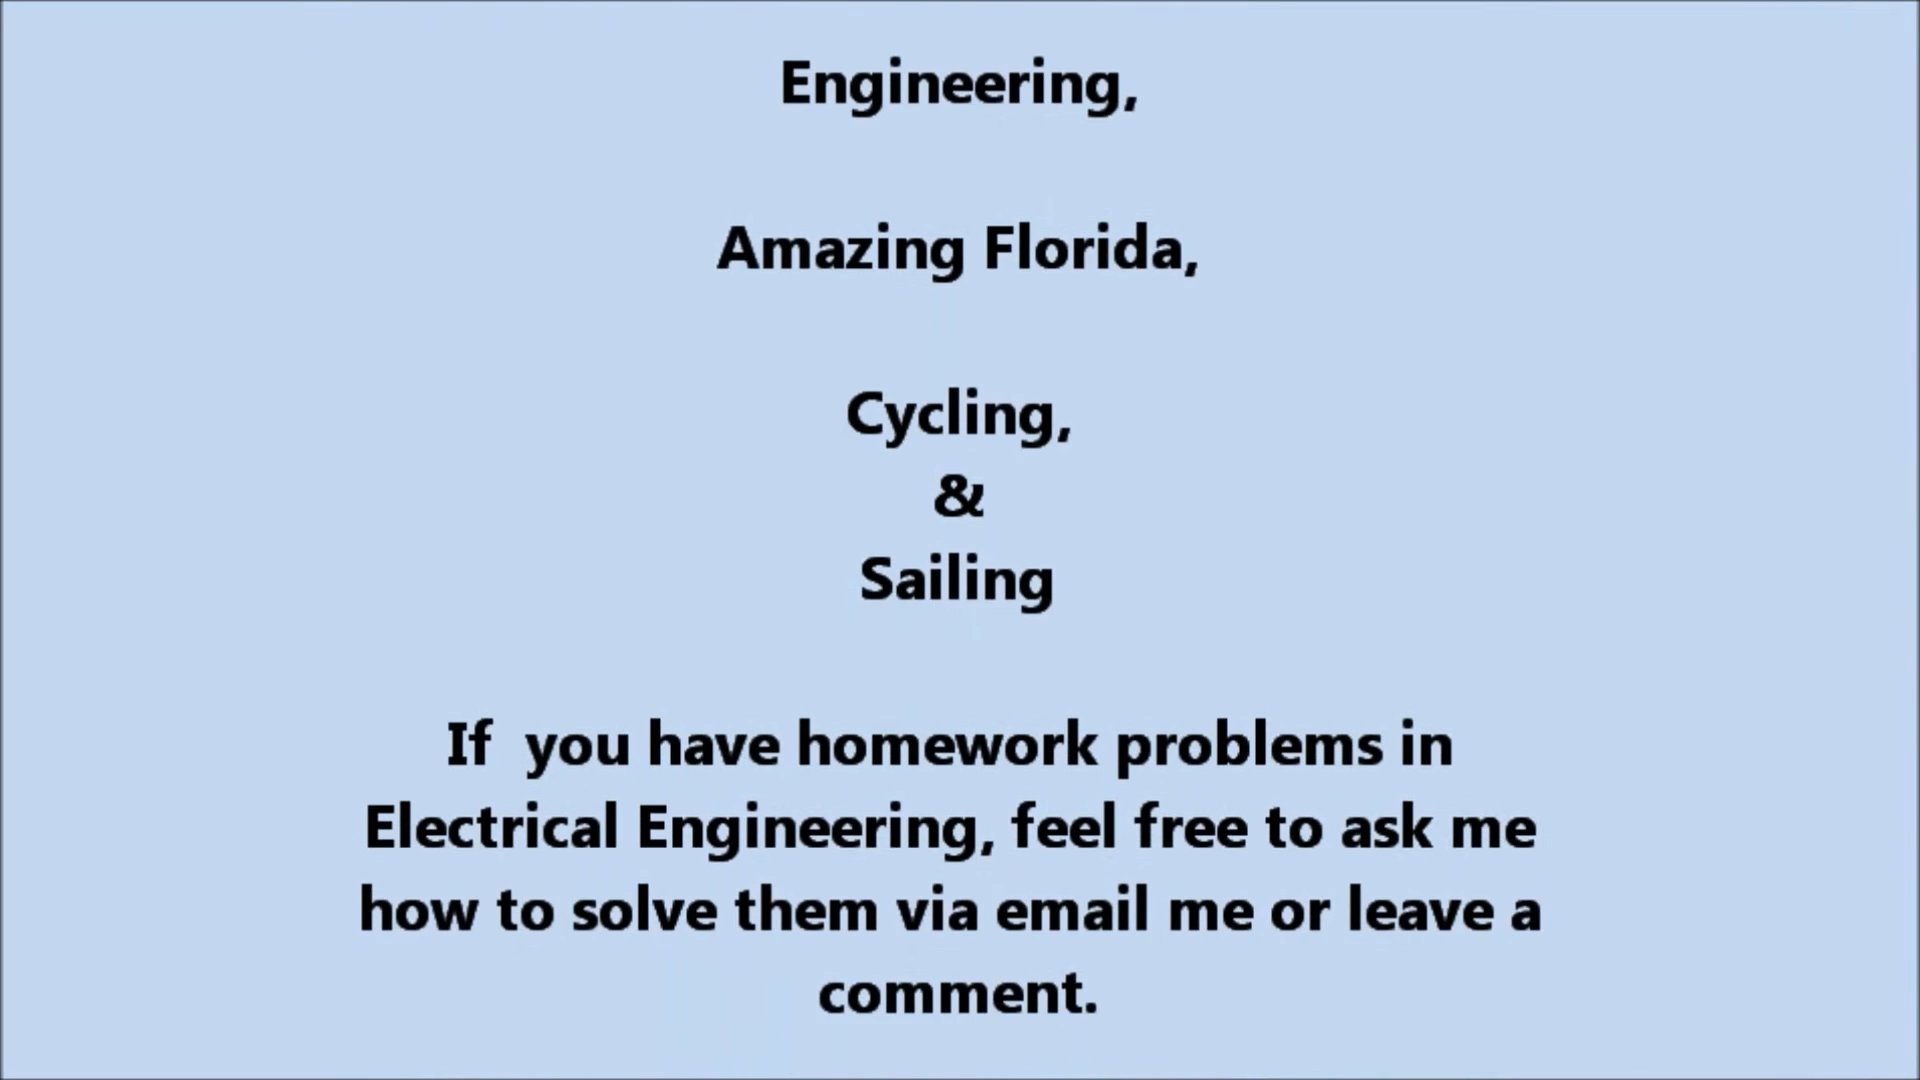 Engineering,
Amazing Florida,
Cycling,
&
Sailing
If  you have homework problems in
Electrical Engineering, feel free to ask me
how to solve them via email me or leave a
comment.